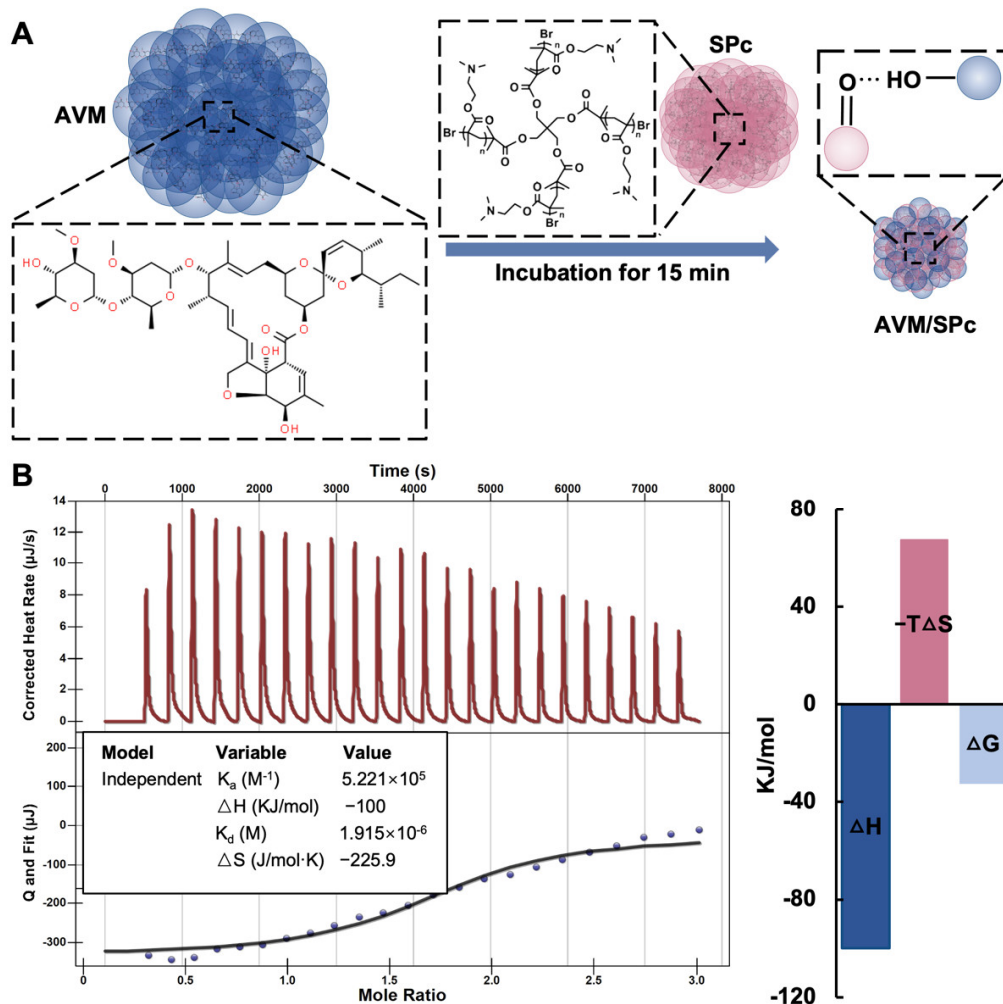 A
AVM
SPc
Br
n
O
O
N
N
O
O
Br
n
O
O
O
O
O
O
O
O
n
Br
O
O
N
N
O
O
n
Br
O ··· HO
O
HO
O
O
O
O
O
O
O
O
O
O
OH
O
OH
Incubation for 15 min
AVM/SPc
B
Time (s)
0 1000 2000 3000 4000 5000 6000 7000 8000
Corrected Heat Rate (µJ/s)
14
12
10
8
6
4
2
0
Q and Fit (µJ)
200
100
0
-100
-200
-300
Model Variable Value
Independent Ka (M⁻¹) 5.221×10⁵
△H (KJ/mol) −100
Kd (M) 1.915×10⁻⁶
△S (J/mol·K) −225.9
0 0.5 1.0 1.5 2.0 2.5 3.0
Mole Ratio
KJ/mol
80
40
0
-40
-80
-120
−T△S
△G
△H